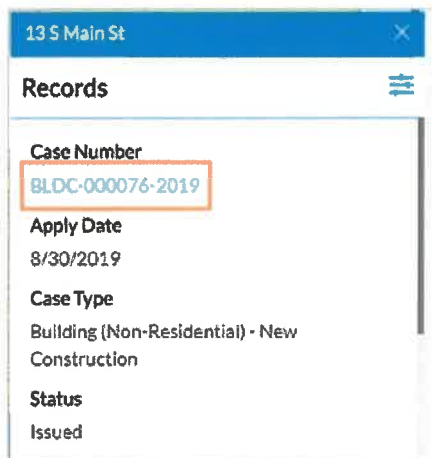 13 S Main St
Records
Case Number
BLDC-000076-2019
Apply Date
8/30/2019
Case Type
Building (Non-Residential) - New
Construction
Status
Issued